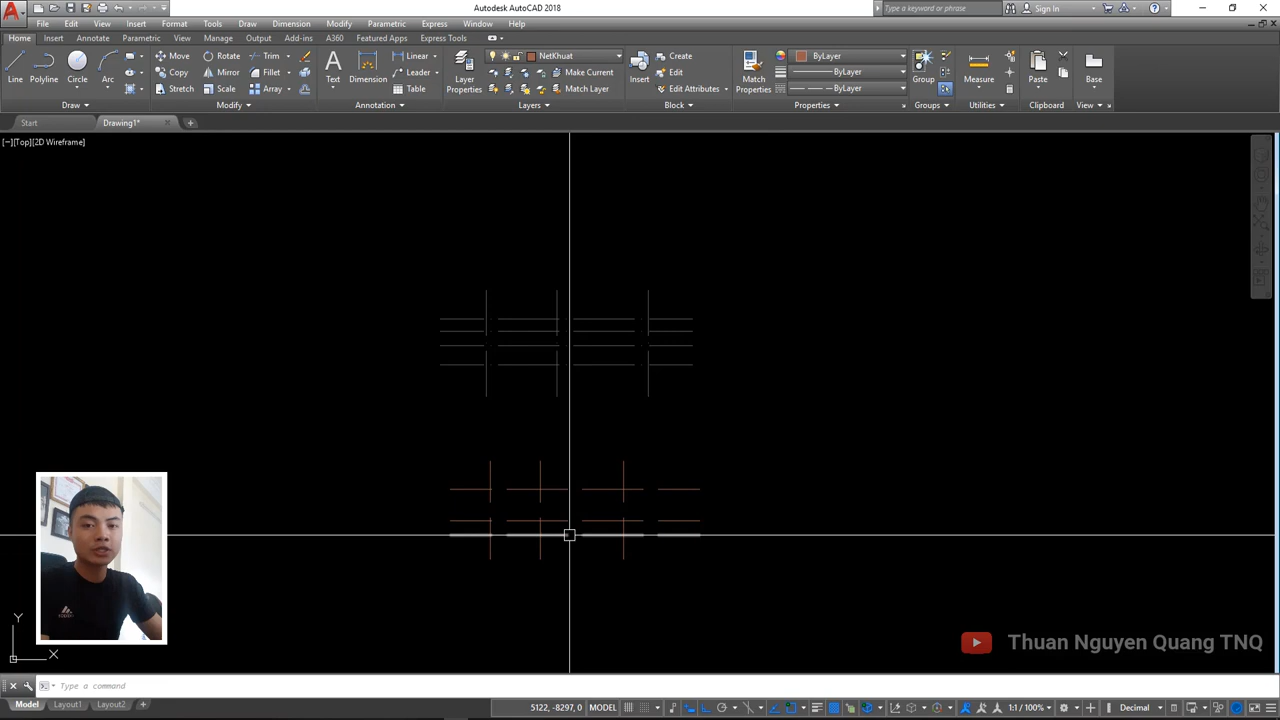 Autodesk AutoCAD 2018
Type a keyword or phrase
Sign In
File Edit View Insert Format Tools Draw Dimension Modify Parametric Express Window Help
Home Insert Annotate Parametric View Manage Output Add-ins A360 Featured Apps Express Tools
Line
Polyline
Circle
Arc
Draw
Move
Copy
Stretch
Rotate
Mirror
Scale
Trim
Fillet
Array
Modify
Text
Dimension
Linear
Leader
Table
Annotation
Layer
Properties
NetKhuat
Make Current
Match Layer
Layers
Insert
Create
Edit
Edit Attributes
Block
Match
Properties
ByLayer
ByLayer
ByLayer
Properties
Group
Groups
Measure
Utilities
Paste
Clipboard
Base
View
Start
Drawing1*
[−][Top][2D Wireframe]
Y
X
Thuan Nguyen Quang TNQ
Type a command
Model Layout1 Layout2
5122, -8297, 0 MODEL
1:1 / 100%
Decimal